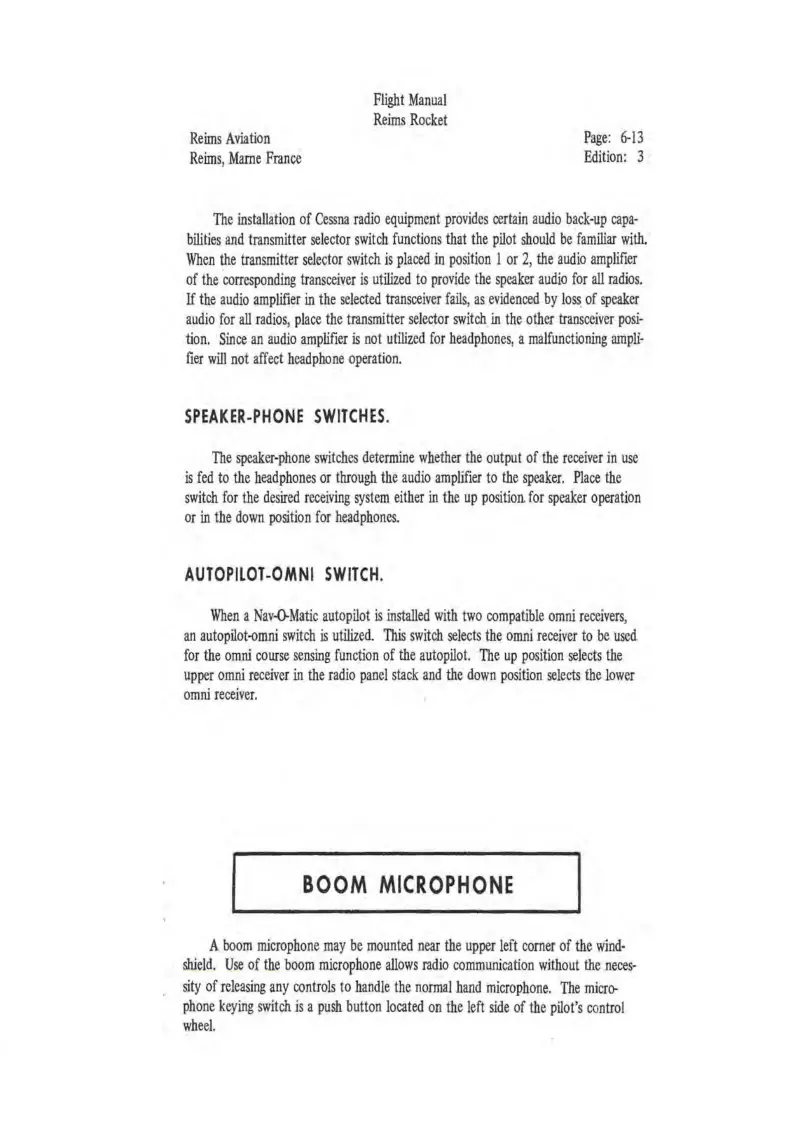 Flight Manual
Reims Rocket
Reims Aviation
Page: 6-13
Reims, Marne France
Edition: 3
The installation of Cessna radio equipment provides certain audio back-up capa-
bilities and transmitter selector switch functions that the pilot should be familiar with.
When the transmitter selector switch is placed in position 1 or 2, the audio amplifier
of the corresponding transceiver is utilized to provide the speaker audio for all radios.
If the audio amplifier in the selected transceiver fails, as evidenced by loss of speaker
audio for all radios, place the transmitter selector switch in the other transceiver posi-
tion. Since an audio amplifier is not utilized for headphones, a malfunctioning ampli-
fier will not affect headphone operation.
SPEAKER-PHONE SWITCHES.
The speaker-phone switches determine whether the output of the receiver in use
is fed to the headphones or through the audio amplifier to the speaker. Place the
switch for the desired receiving system either in the up position for speaker operation
or in the down position for headphones.
AUTOPILOT-OMNI SWITCH.
When a Nav-O-Matic autopilot is installed with two compatible omni receivers,
an autopilot-omni switch is utilized. This switch selects the omni receiver to be used
for the omni course sensing function of the autopilot. The up position selects the
upper omni receiver in the radio panel stack and the down position selects the lower
omni receiver.
BOOM MICROPHONE
A boom microphone may be mounted near the upper left corner of the wind-
shield. Use of the boom microphone allows radio communication without the neces-
sity of releasing any controls to handle the normal hand microphone. The micro-
phone keying switch is a push button located on the left side of the pilot's control
wheel.